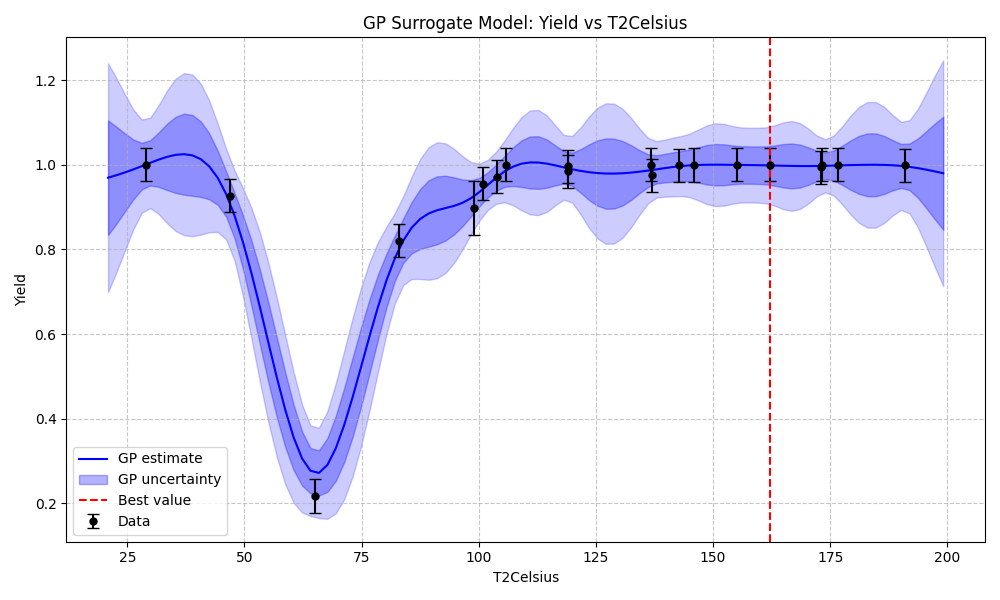 GP Surrogate Model: Yield vs T2Celsius
Yield
1.2
1.0
0.8
0.6
0.4
0.2
GP estimate
GP uncertainty
Best value
Data
25
50
75
100
125
150
175
200
T2Celsius